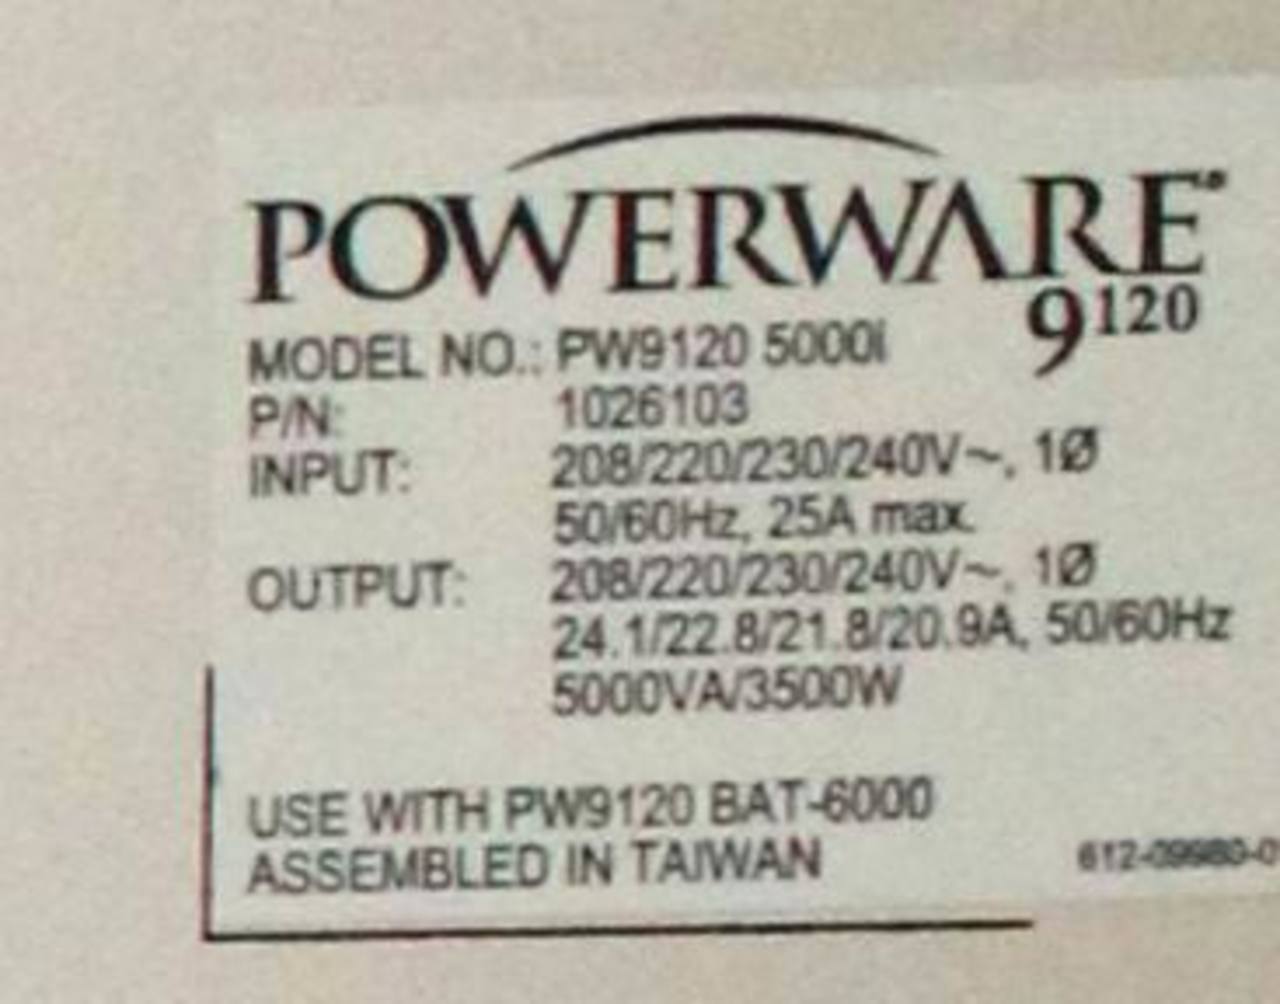 POWERWARE®
9120
MODEL NO.: PW9120 5000i
P/N: 1026103
INPUT: 208/220/230/240V~, 1Ø
50/60Hz, 25A max.
OUTPUT: 208/220/230/240V~, 1Ø
24.1/22.8/21.8/20.9A, 50/60Hz
5000VA/3500W
USE WITH PW9120 BAT-6000
ASSEMBLED IN TAIWAN